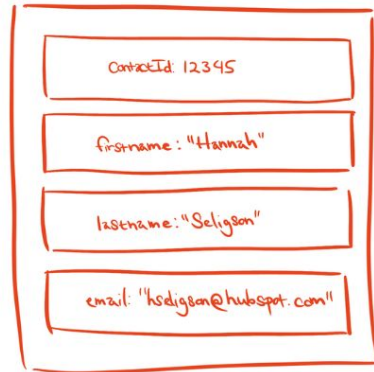 ContactId: 12345
firstname: "Hannah"
lastname: "Seligson"
email: "hseligson@hubspot.com"